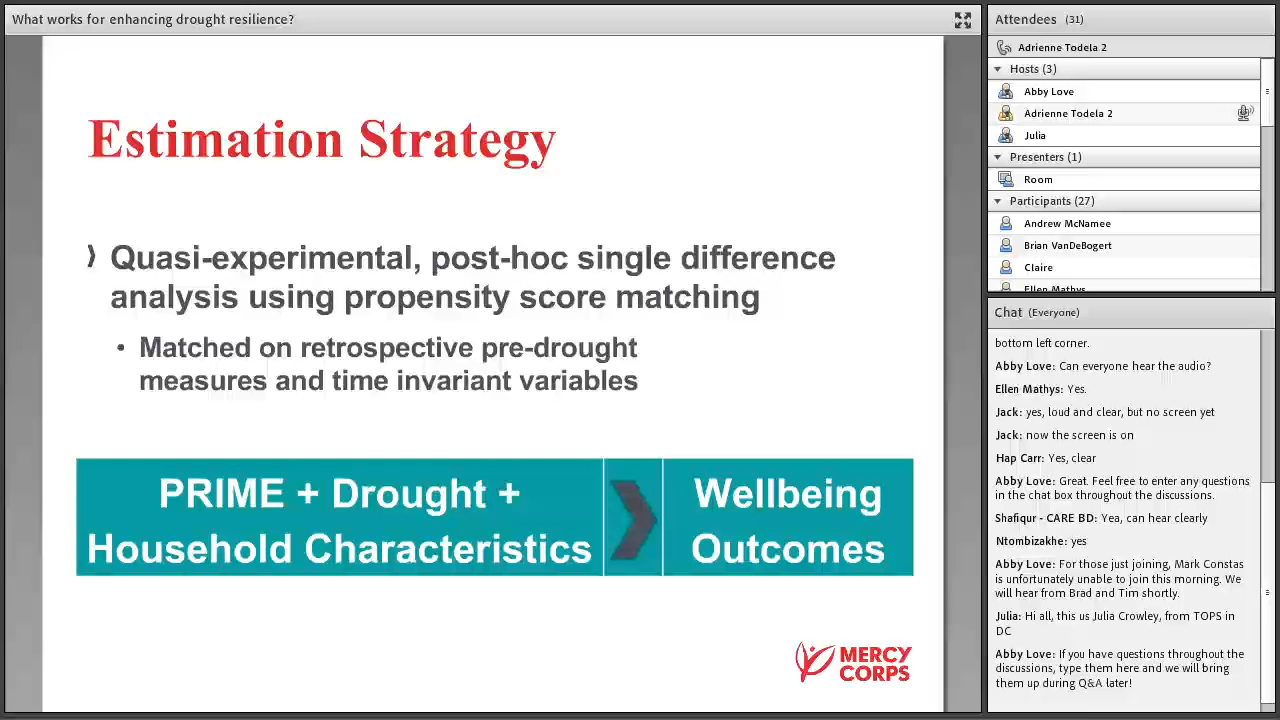 What works for enhancing drought resilience?
Estimation Strategy
Quasi-experimental, post-hoc single difference
analysis using propensity score matching
• Matched on retrospective pre-drought
measures and time invariant variables
PRIME + Drought +
Household Characteristics
Wellbeing
Outcomes
MERCY
CORPS
Attendees (31)
Adrienne Todela 2
Hosts (3)
Abby Love
Adrienne Todela 2
Julia
Presenters (1)
Room
Participants (27)
Andrew McNamee
Brian VanDeBogert
Claire
Ellen Mathys
Chat (Everyone)
bottom left corner.
Abby Love: Can everyone hear the audio?
Ellen Mathys: Yes.
Jack: yes, loud and clear, but no screen yet
Jack: now the screen is on
Hap Carr: Yes, clear
Abby Love: Great. Feel free to enter any questions
in the chat box throughout the discussions.
Shafiqur - CARE BD: Yea, can hear clearly
Ntombizakhe: yes
Abby Love: For those just joining, Mark Constas
is unfortunately unable to join this morning. We
will hear from Brad and Tim shortly.
Julia: Hi all, this us Julia Crowley, from TOPS in
DC
Abby Love: If you have questions throughout the
discussions, type them here and we will bring
them up during Q&A later!